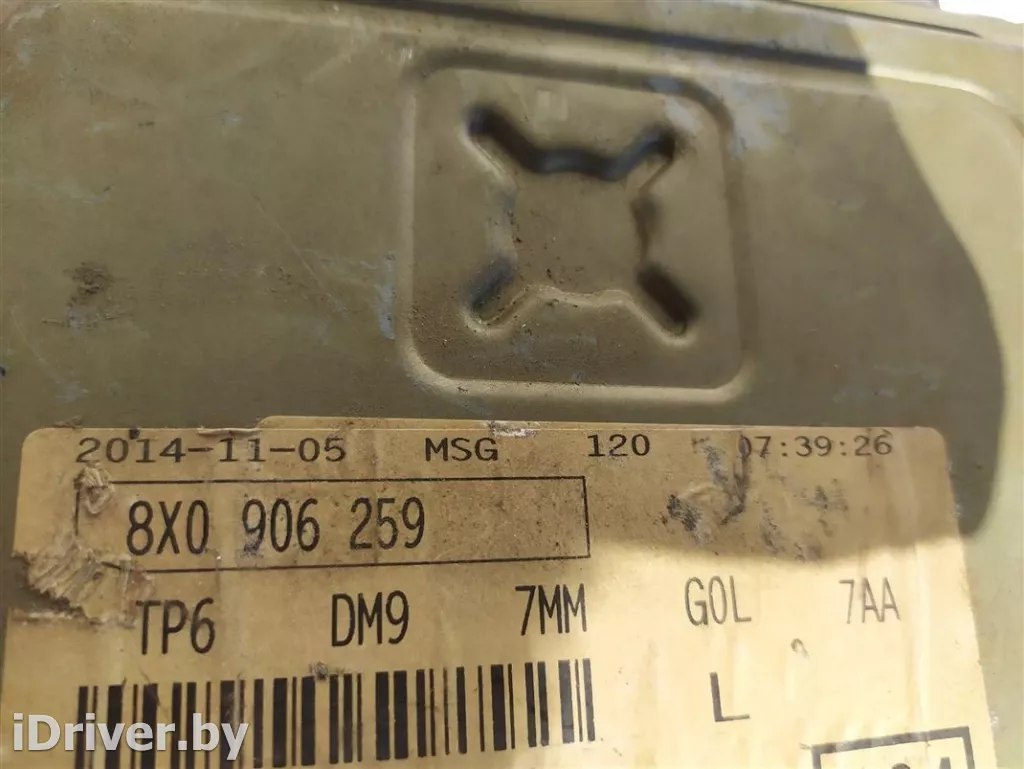 2014-11-05 MSG 120 07:39:26
8X0 906 259
TP6 DM9 7MM G0L 7AA
L
iDriver.by